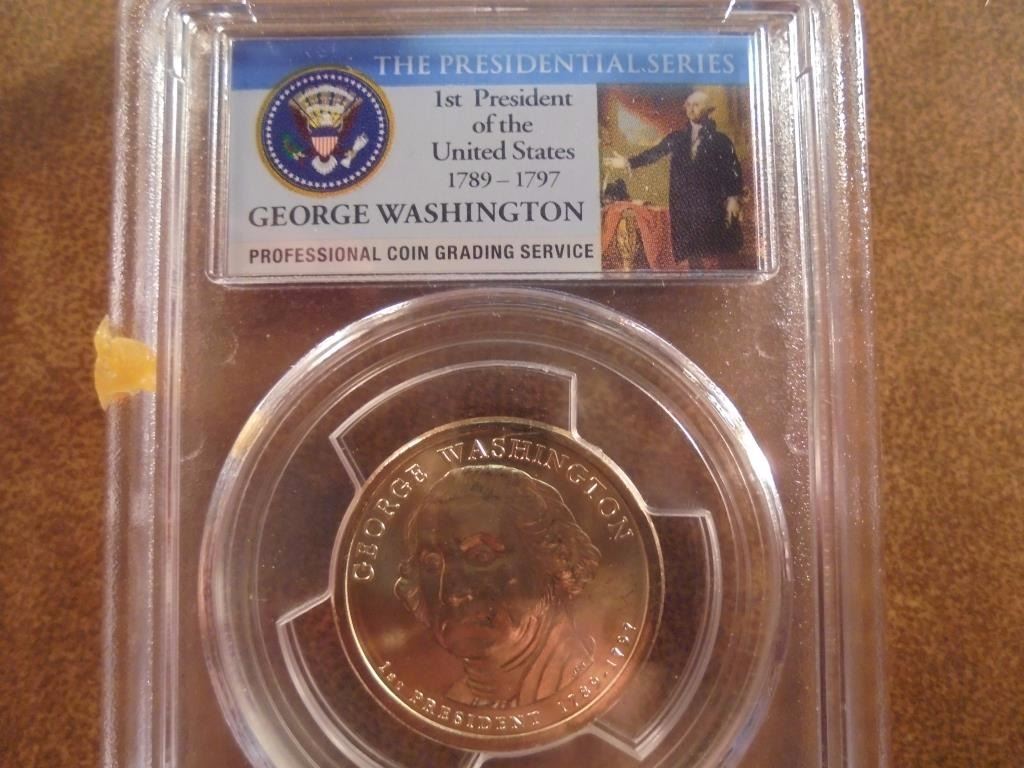 THE PRESIDENTIAL SERIES
1st President
of the
United States
1789 – 1797
GEORGE WASHINGTON
PROFESSIONAL COIN GRADING SERVICE
GEORGE WASHINGTON
1st PRESIDENT 1789-1797